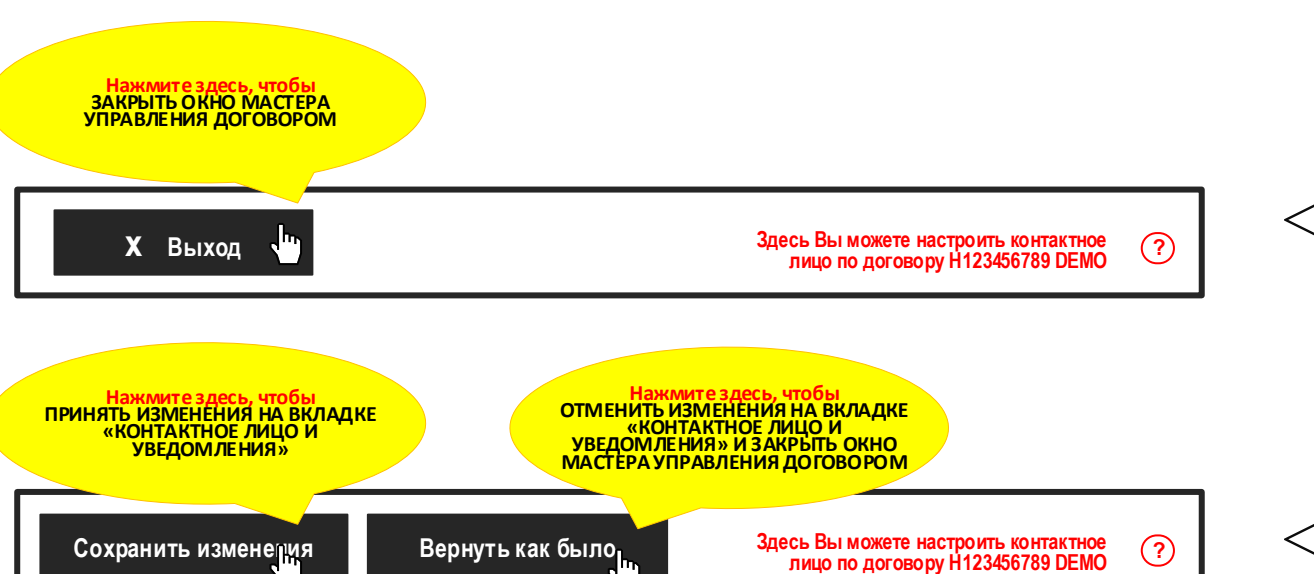 Нажмите здесь, чтобы
ЗАКРЫТЬ ОКНО МАСТЕРА
УПРАВЛЕНИЯ ДОГОВОРОМ
X Выход
Здесь Вы можете настроить контактное
лицо по договору H123456789 DEMO
?
Нажмите здесь, чтобы
ПРИНЯТЬ ИЗМЕНЕНИЯ НА ВКЛАДКЕ
«КОНТАКТНОЕ ЛИЦО И
УВЕДОМЛЕНИЯ»
Нажмите здесь, чтобы
ОТМЕНИТЬ ИЗМЕНЕНИЯ НА ВКЛАДКЕ
«КОНТАКТНОЕ ЛИЦО И
УВЕДОМЛЕНИЯ» И ЗАКРЫТЬ ОКНО
МАСТЕРА УПРАВЛЕНИЯ ДОГОВОРОМ
Сохранить изменения
Вернуть как было
Здесь Вы можете настроить контактное
лицо по договору H123456789 DEMO
?